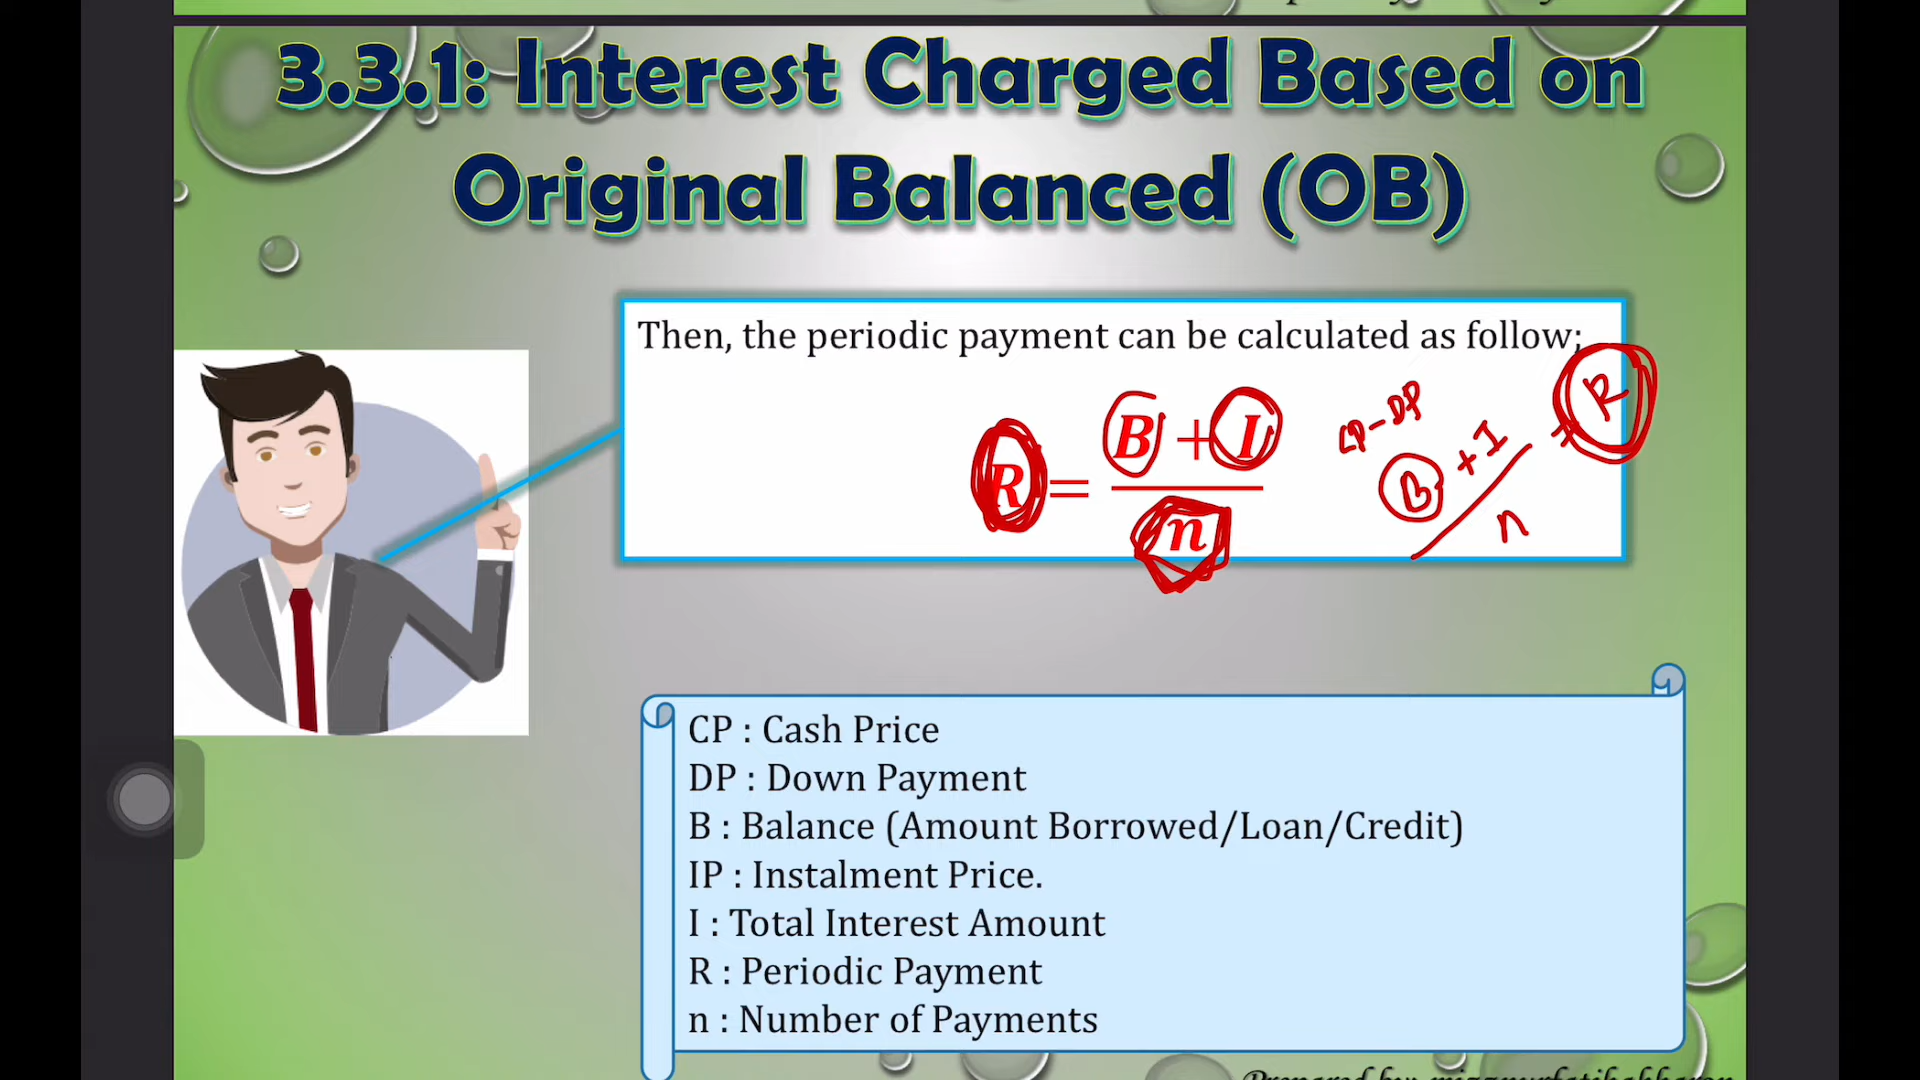 3.3.1: Interest Charged Based on
Original Balanced (OB)
Then, the periodic payment can be calculated as follow;
R = B + I / n
CP - DP
B + I / n = R
CP : Cash Price
DP : Down Payment
B : Balance (Amount Borrowed/Loan/Credit)
IP : Instalment Price.
I : Total Interest Amount
R : Periodic Payment
n : Number of Payments